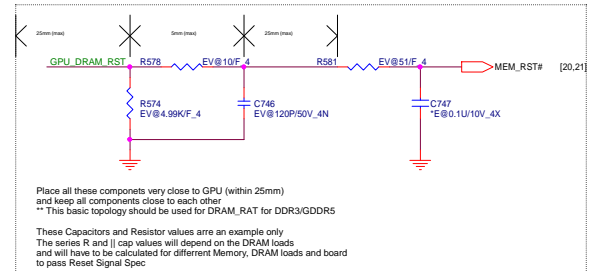 25mm (max) 5mm (max) 25mm (max)
GPU_DRAM_RST R578 EV@10/F_4 R581 EV@51/F_4 MEM_RST# [20,21]
R574
EV@4.99K/F_4
C746
EV@120P/50V_4N
C747
*E@0.1U/10V_4X
Place all these componets very close to GPU (within 25mm)
and keep all components close to each other
** This basic topology should be used for DRAM_RAT for DDR3/GDDR5
These Capacitors and Resistor values arre an example only
The series R and || cap values will depend on the DRAM loads
and will have to be calculated for different Memory, DRAM loads and board
to pass Reset Signal Spec